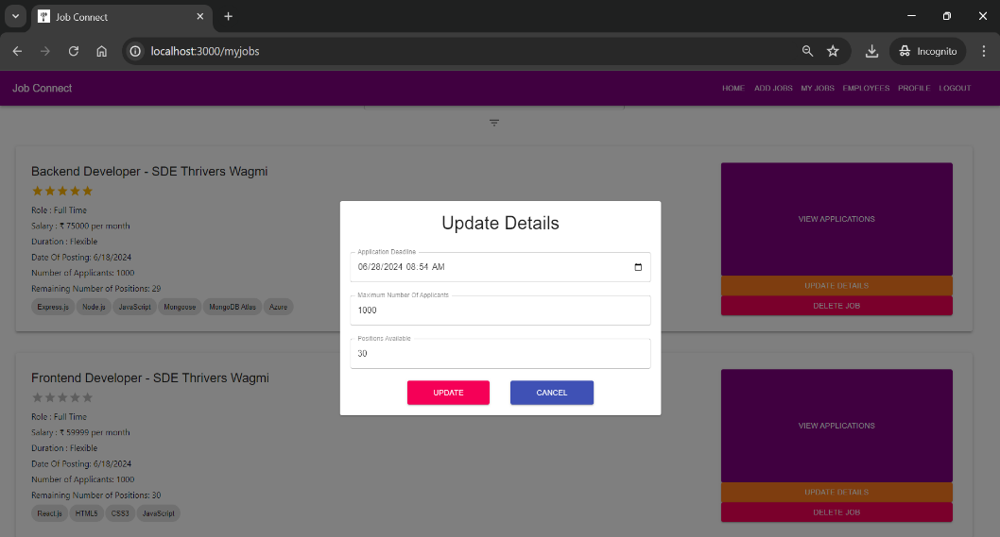 Job Connect
localhost:3000/myjobs
Incognito
Job Connect
HOME ADD JOBS MY JOBS EMPLOYEES PROFILE LOGOUT
Backend Developer - SDE Thrivers Wagmi
Role : Full Time
Salary : ₹ 75000 per month
Duration : Flexible
Date Of Posting: 6/18/2024
Number of Applicants: 1000
Remaining Number of Positions: 29
Express.js Node.js JavaScript Mongoose MongoDB Atlas Azure
VIEW APPLICATIONS
UPDATE DETAILS
DELETE JOB
Update Details
Application Deadline
06/28/2024 08:54 AM
Maximum Number Of Applicants
1000
Positions Available
30
UPDATE CANCEL
Frontend Developer - SDE Thrivers Wagmi
Role : Full Time
Salary : ₹ 59999 per month
Duration : Flexible
Date Of Posting: 6/18/2024
Number of Applicants: 1000
Remaining Number of Positions: 30
React.js HTML5 CSS3 JavaScript
VIEW APPLICATIONS
UPDATE DETAILS
DELETE JOB